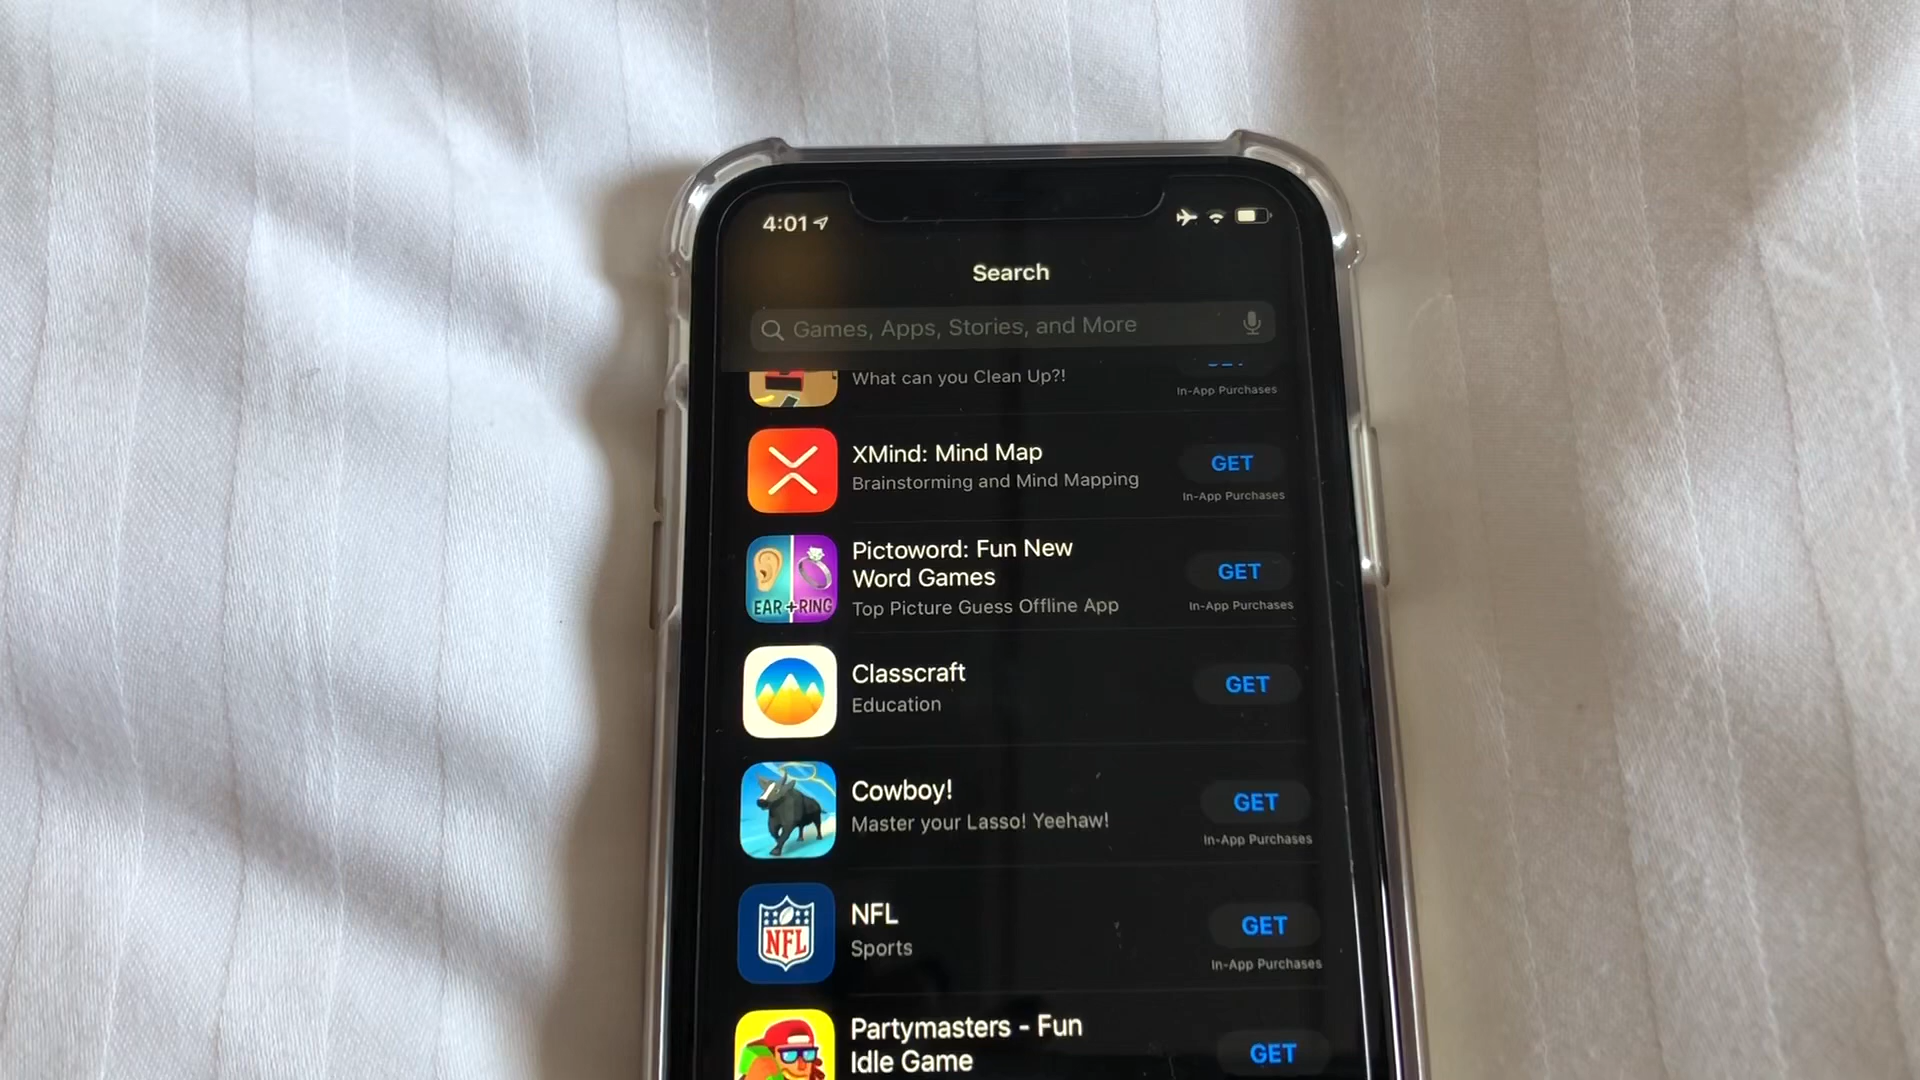 4:01
Search
Games, Apps, Stories, and More
What can you Clean Up?!
In-App Purchases
XMind: Mind Map
Brainstorming and Mind Mapping
GET
In-App Purchases
EAR+RING
Pictoword: Fun New
Word Games
Top Picture Guess Offline App
GET
In-App Purchases
Classcraft
Education
GET
Cowboy!
Master your Lasso! Yeehaw!
GET
In-App Purchases
NFL
NFL
Sports
GET
In-App Purchases
Partymasters - Fun
Idle Game
GET